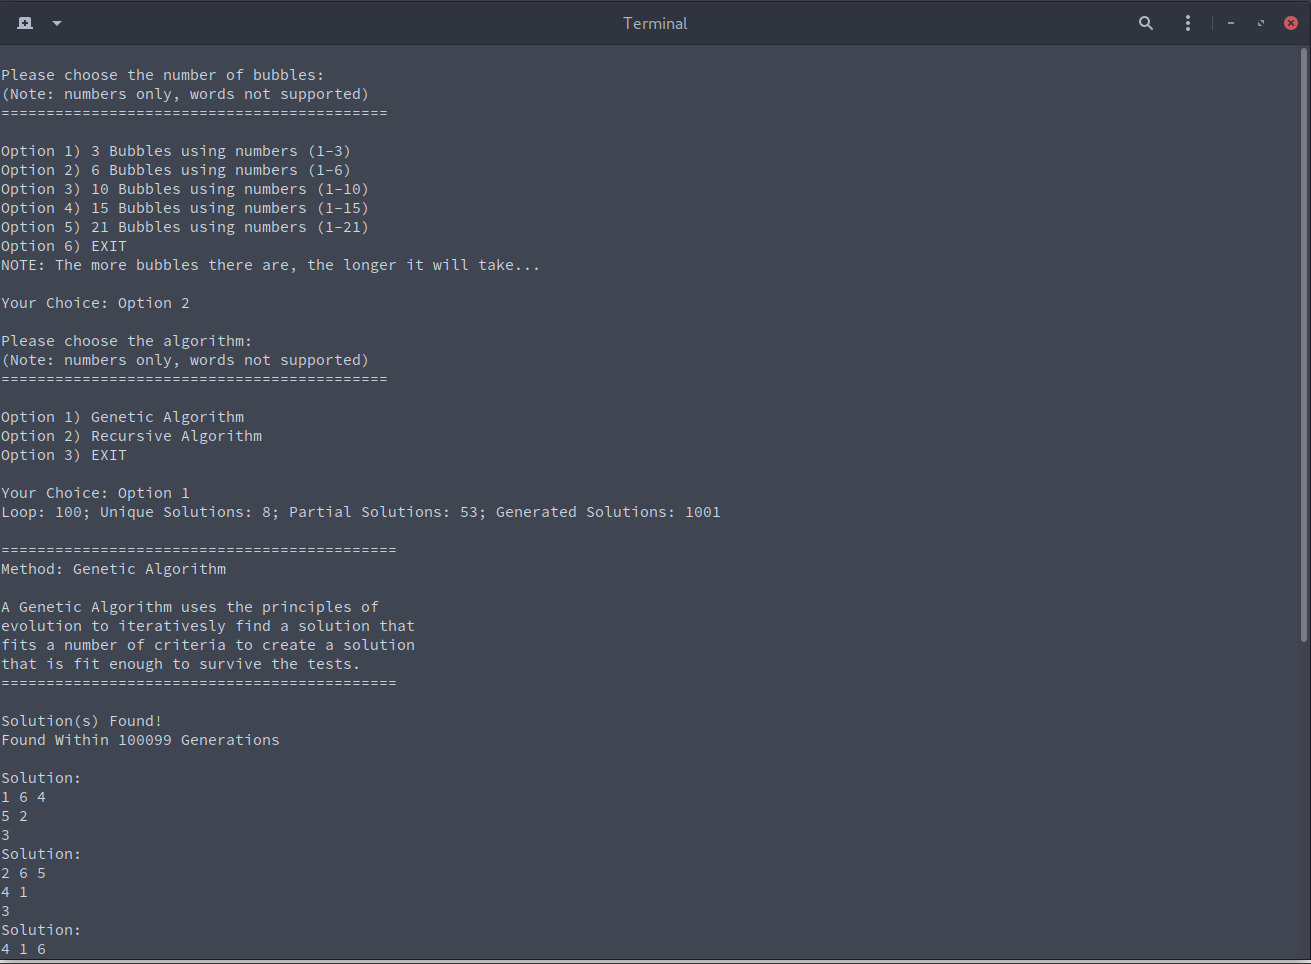 Terminal
Please choose the number of bubbles:
(Note: numbers only, words not supported)
===========================================
Option 1) 3 Bubbles using numbers (1-3)
Option 2) 6 Bubbles using numbers (1-6)
Option 3) 10 Bubbles using numbers (1-10)
Option 4) 15 Bubbles using numbers (1-15)
Option 5) 21 Bubbles using numbers (1-21)
Option 6) EXIT
NOTE: The more bubbles there are, the longer it will take...
Your Choice: Option 2
Please choose the algorithm:
(Note: numbers only, words not supported)
===========================================
Option 1) Genetic Algorithm
Option 2) Recursive Algorithm
Option 3) EXIT
Your Choice: Option 1
Loop: 100; Unique Solutions: 8; Partial Solutions: 53; Generated Solutions: 1001
============================================
Method: Genetic Algorithm
A Genetic Algorithm uses the principles of
evolution to iterativesly find a solution that
fits a number of criteria to create a solution
that is fit enough to survive the tests.
============================================
Solution(s) Found!
Found Within 100099 Generations
Solution:
1 6 4
5 2
3
Solution:
2 6 5
4 1
3
Solution:
4 1 6